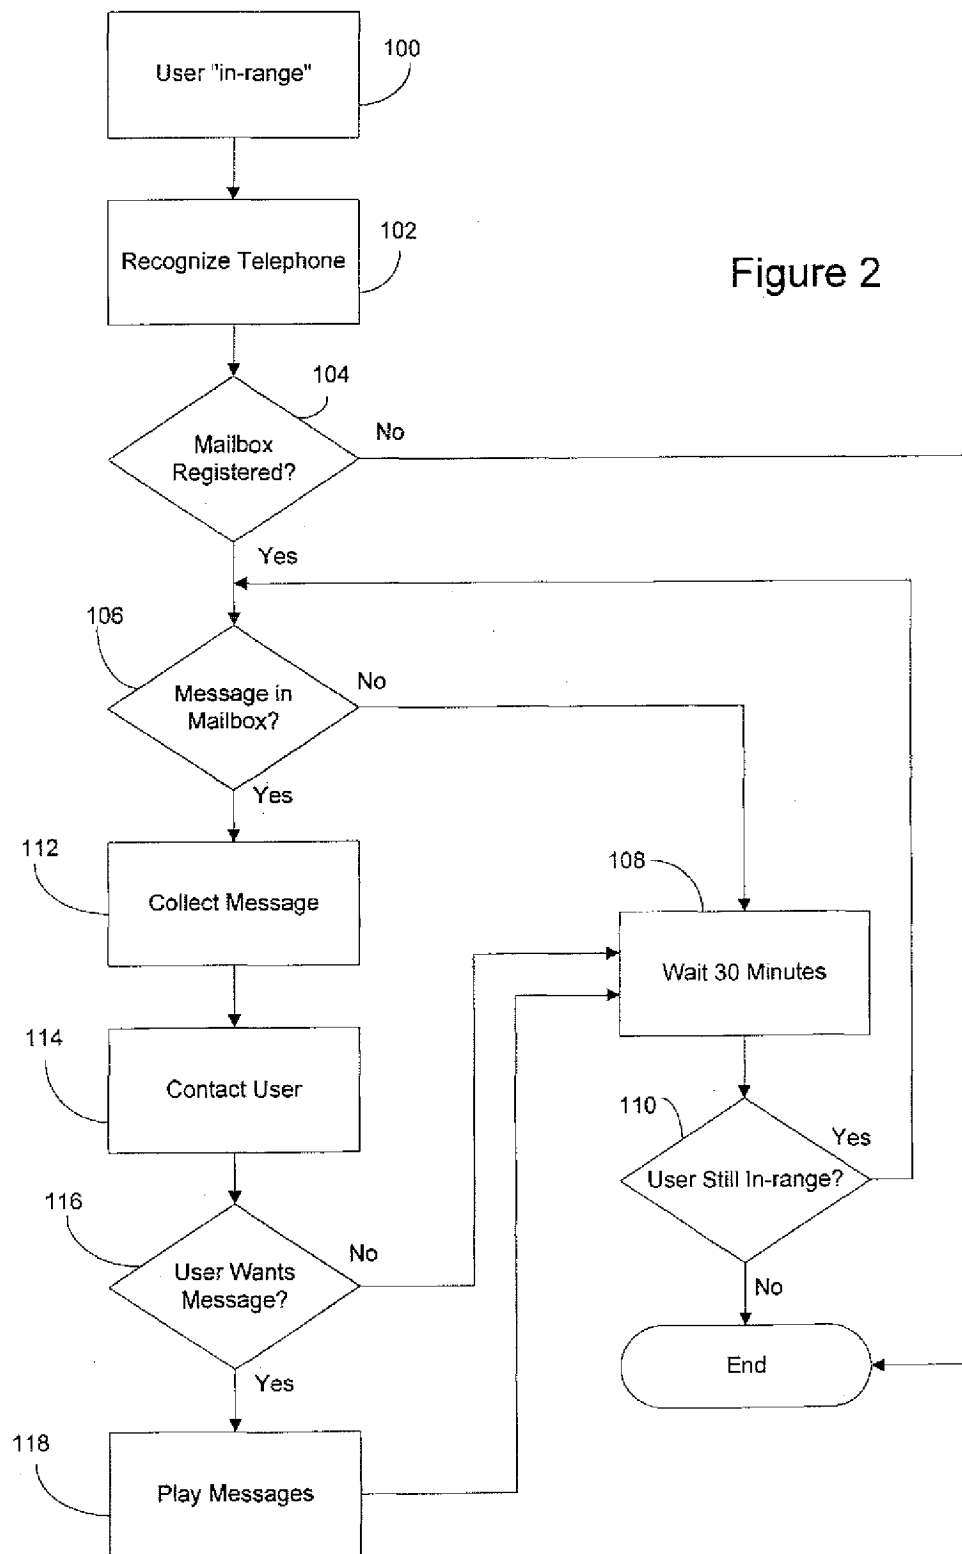 User "in-range"
100
Recognize Telephone
102
Figure 2
104
Mailbox
Registered?
No
Yes
106
Message in
Mailbox?
No
Yes
112
Collect Message
108
Wait 30 Minutes
114
Contact User
110
User Still In-range?
Yes
116
User Wants
Message?
No
No
Yes
End
118
Play Messages